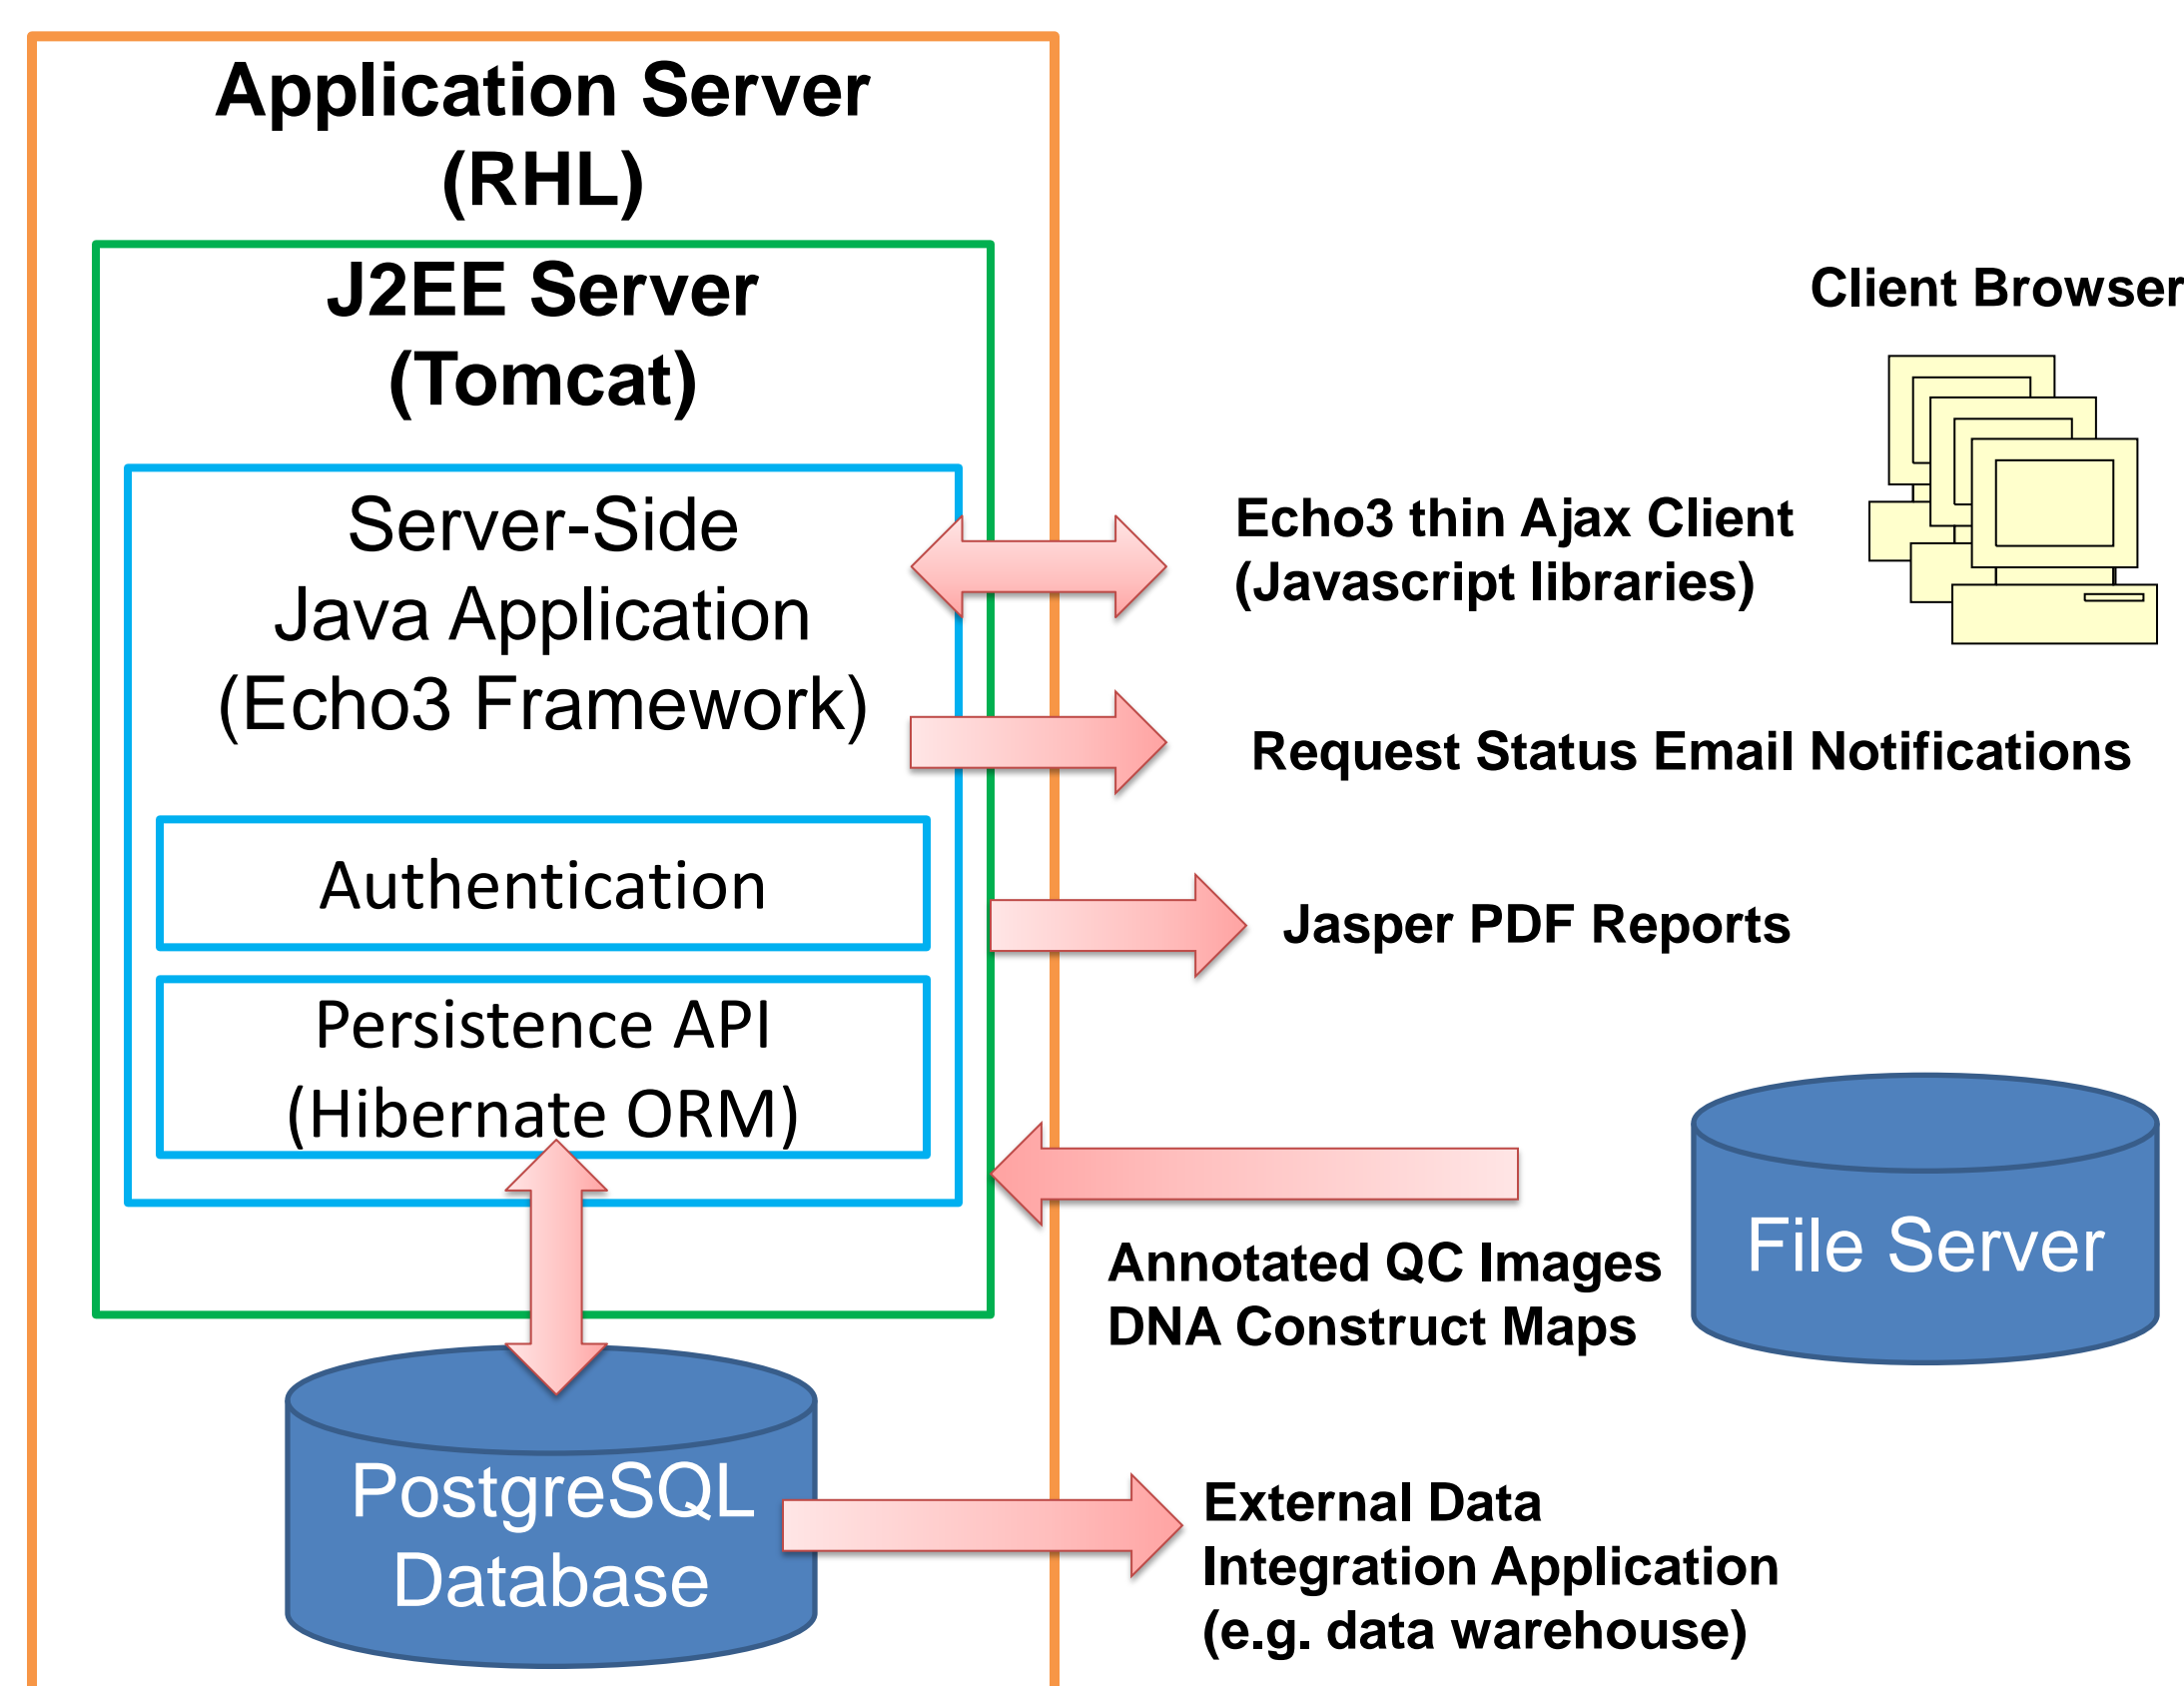 Application Server
(RHL)
J2EE Server
(Tomcat)
Server-Side
Java Application
(Echo3 Framework)
Authentication
Persistence API
(Hibernate ORM)
PostgreSQL
Database
Client Browser
Echo3 thin Ajax Client
(Javascript libraries)
Request Status Email Notifications
Jasper PDF Reports
File Server
Annotated QC Images
DNA Construct Maps
External Data
Integration Application
(e.g. data warehouse)